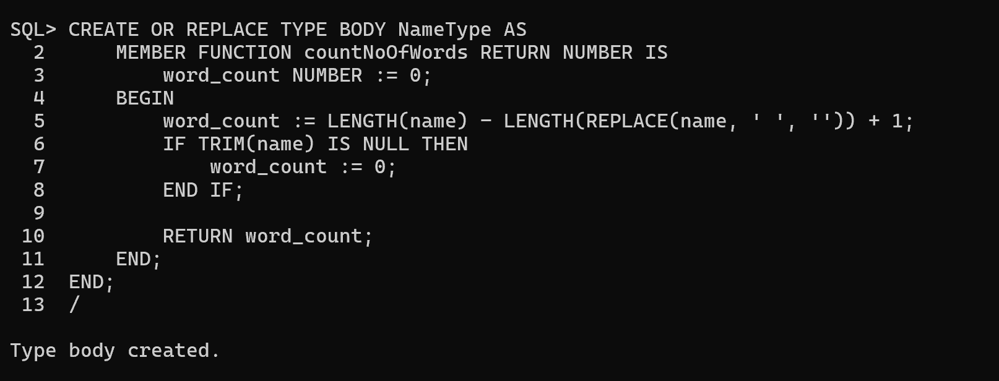 SQL> CREATE OR REPLACE TYPE BODY NameType AS
  2      MEMBER FUNCTION countNoOfWords RETURN NUMBER IS
  3          word_count NUMBER := 0;
  4      BEGIN
  5          word_count := LENGTH(name) - LENGTH(REPLACE(name, ' ', '')) + 1;
  6          IF TRIM(name) IS NULL THEN
  7              word_count := 0;
  8          END IF;
  9
 10          RETURN word_count;
 11      END;
 12  END;
 13  /
Type body created.